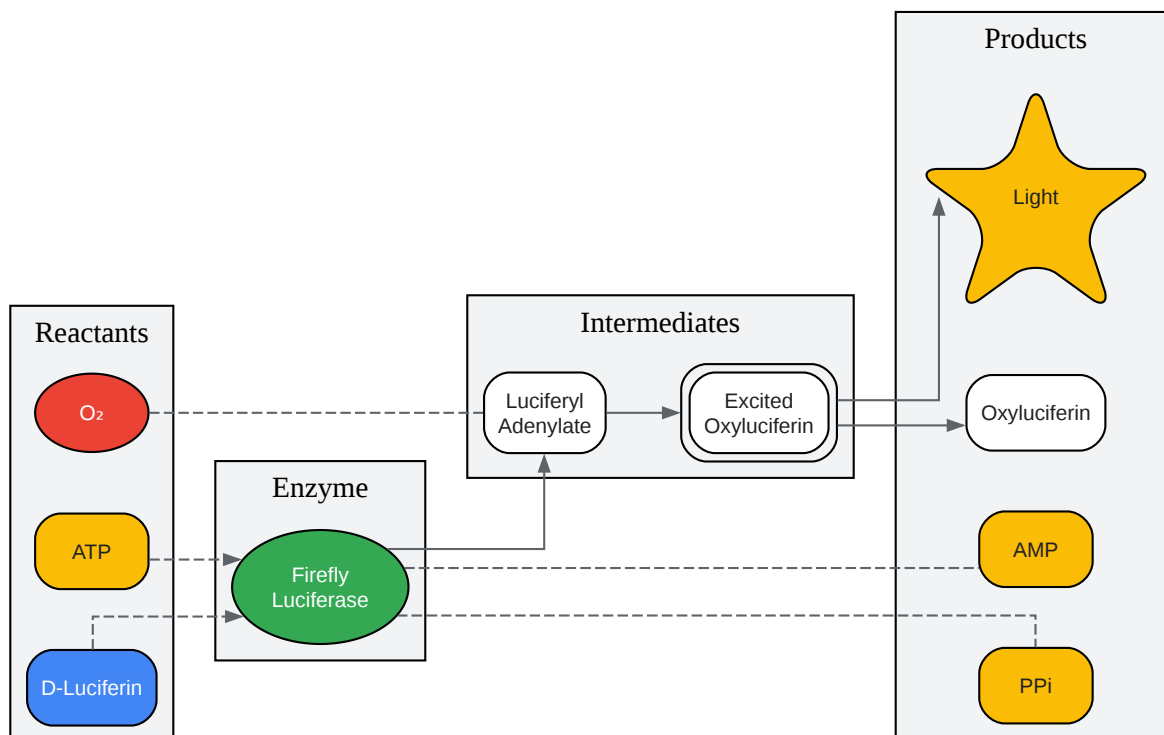 Products
Light
Reactants
Intermediates
O₂
Luciferyl
Adenylate
Excited
Oxyluciferin
Oxyluciferin
Enzyme
ATP
Firefly
Luciferase
AMP
D-Luciferin
PPi